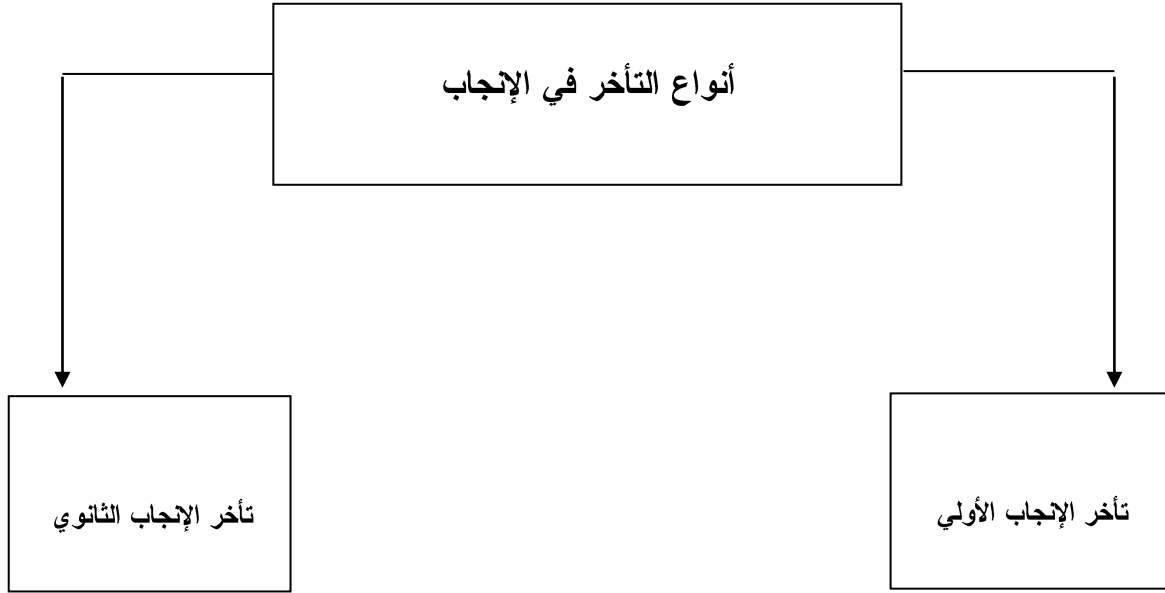 أنواع التأخر في الإنجاب
تأخر الإنجاب الأولي
تأخر الإنجاب الثانوي